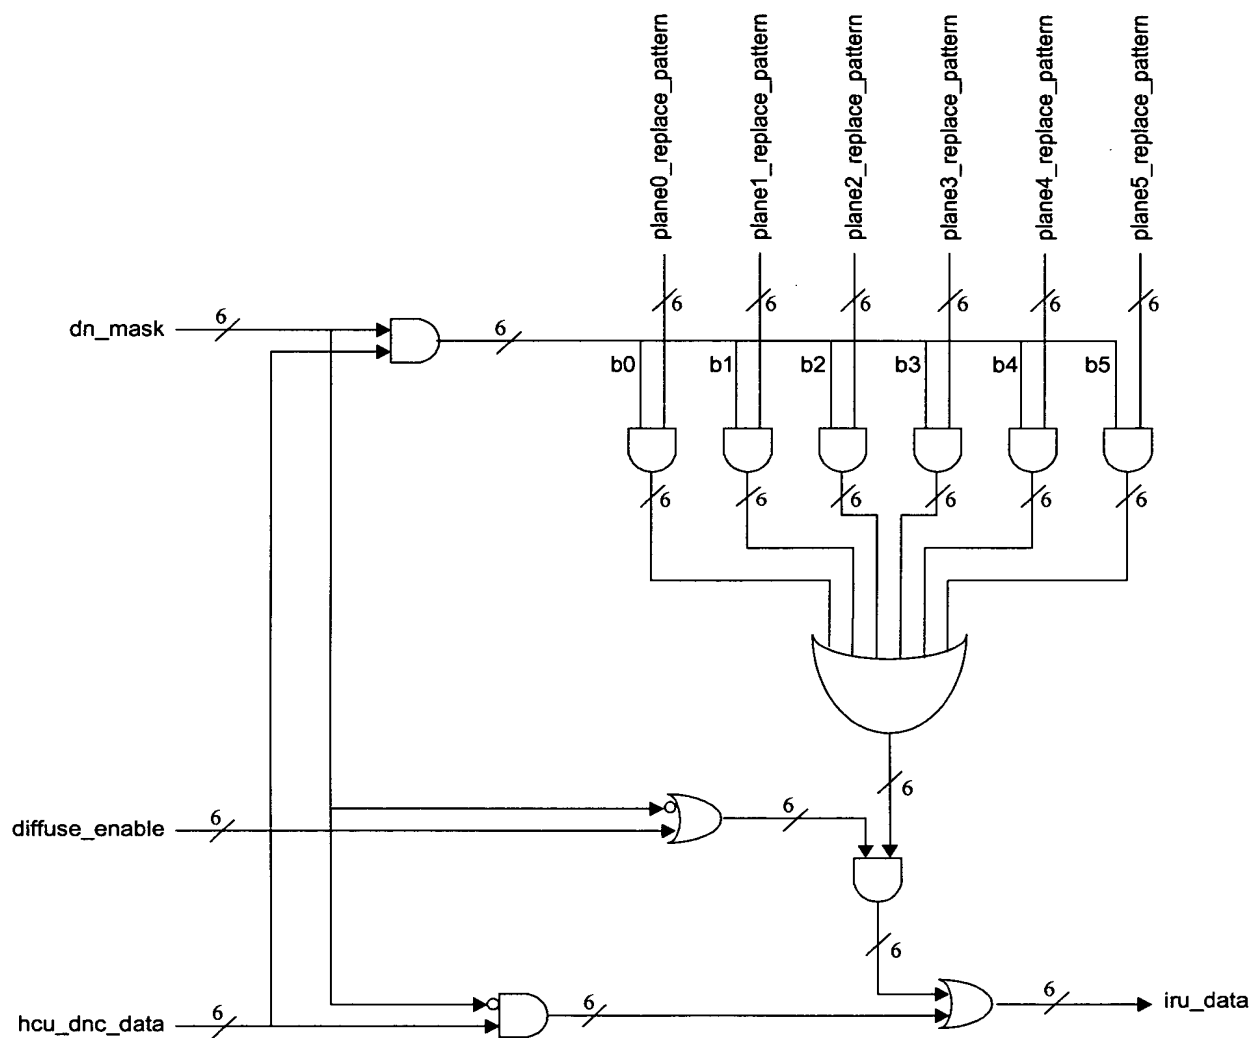 plane0_replace_pattern
plane1_replace_pattern
plane2_replace_pattern
plane3_replace_pattern
plane4_replace_pattern
plane5_replace_pattern
6
6
6
6
6
6
dn_mask
6
6
b0
b1
b2
b3
b4
b5
6
6
6
6
6
6
6
diffuse_enable
6
6
6
hcu_dnc_data
6
6
6
iru_data